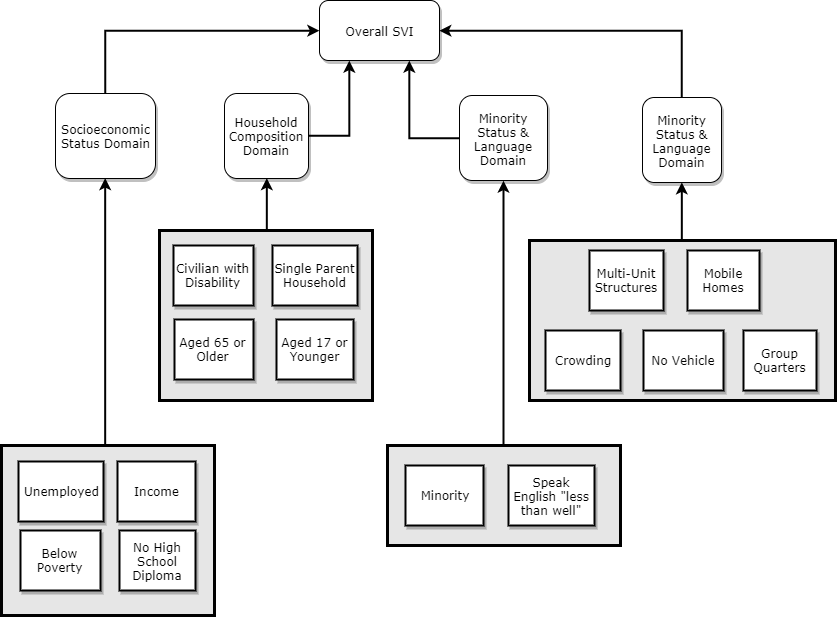 Overall SVI
Socioeconomic
Status Domain
Household
Composition
Domain
Minority
Status &
Language
Domain
Minority
Status &
Language
Domain
Civilian with
Disability
Single Parent
Household
Aged 65 or
Older
Aged 17 or
Younger
Multi-Unit
Structures
Mobile
Homes
Crowding
No Vehicle
Group
Quarters
Unemployed
Income
Below
Poverty
No High
School
Diploma
Minority
Speak
English "less
than well"